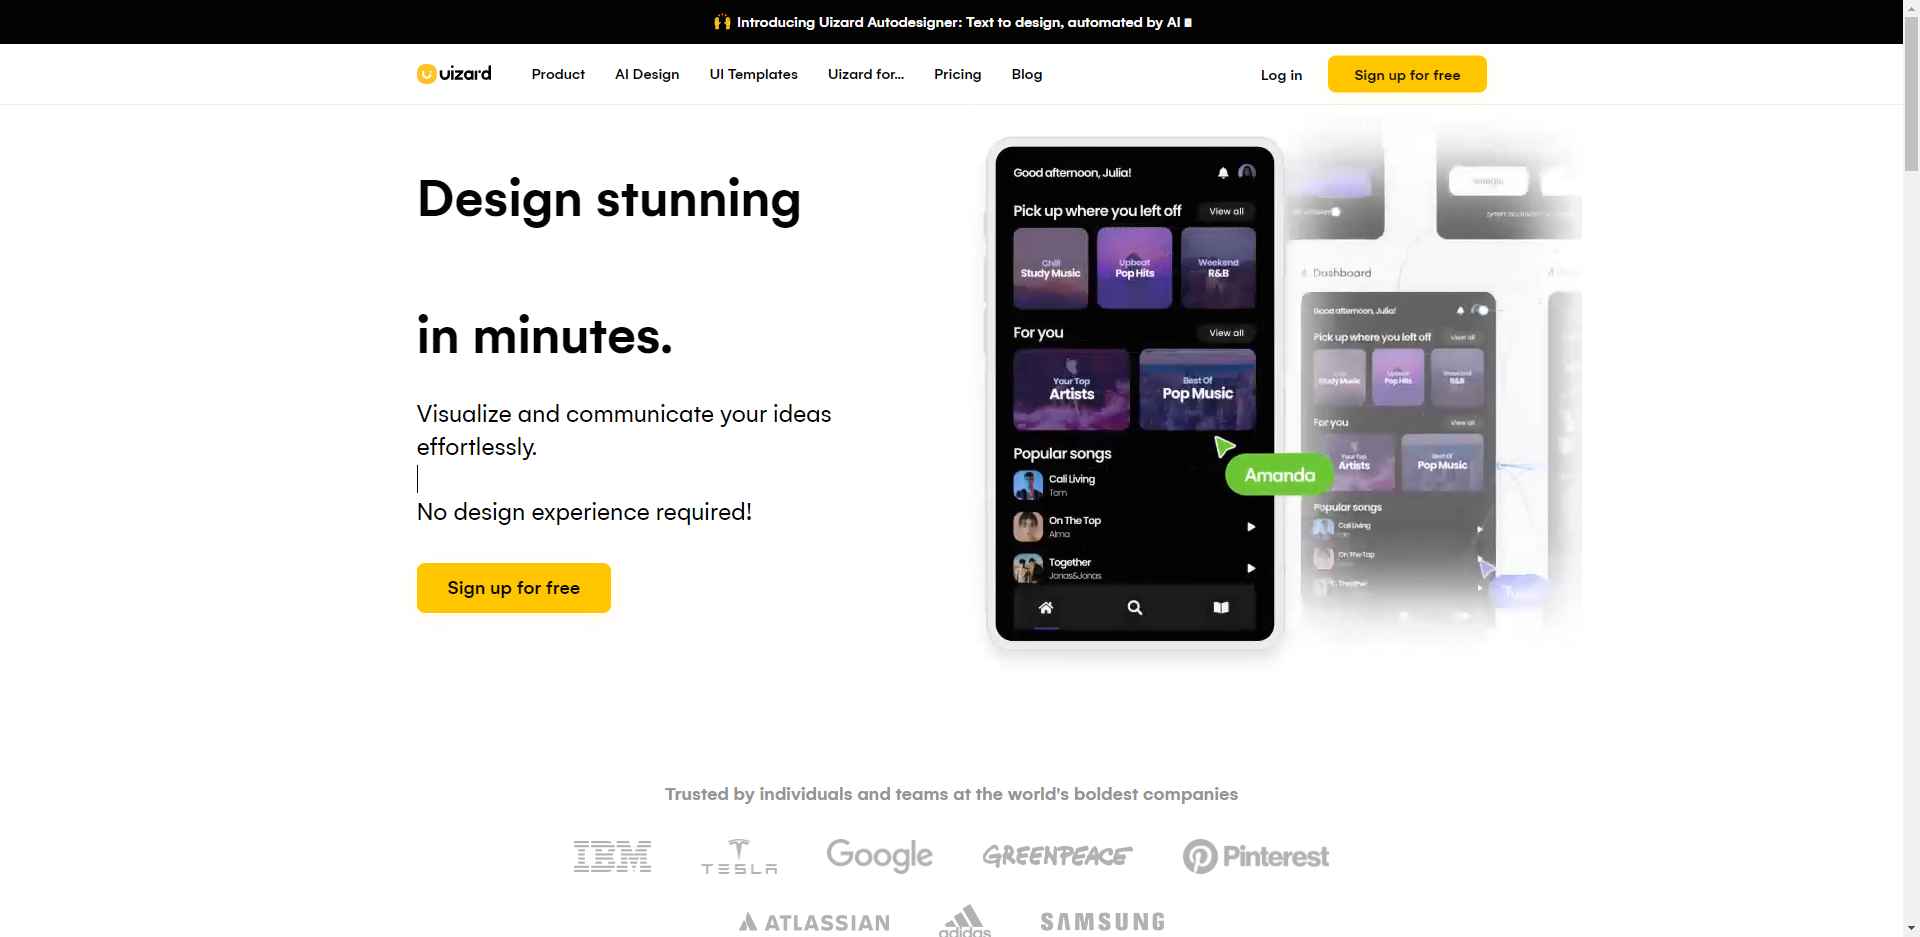 🙌 Introducing Uizard Autodesigner: Text to design, automated by AI
uizard
Product
AI Design
UI Templates
Uizard for...
Pricing
Blog
Log in
Sign up for free
Design stunning
in minutes.
Visualize and communicate your ideas
effortlessly.
No design experience required!
Sign up for free
Good afternoon, Julia!
Pick up where you left off
View all
Chill
Study Music
Upbeat
Pop Hits
Weekend
R&B
For you
View all
Your Top
Artists
Best Of
Pop Music
Popular songs
Cali Living
Tom
On The Top
Alma
Together
Jonas&Jonas
Amanda
Dashboard
Good afternoon, Julia!
Pick up where you left off
View all
Study Music
Upbeat
Pop Hits
Weekend
R&B
For you
View all
Your Top
Artists
Best Of
Pop Music
Popular songs
Cali Living
On The Top
Together
Trusted by individuals and teams at the world's boldest companies
IBM
TESLA
Google
GREENPEACE
Pinterest
ATLASSIAN
adidas
SAMSUNG